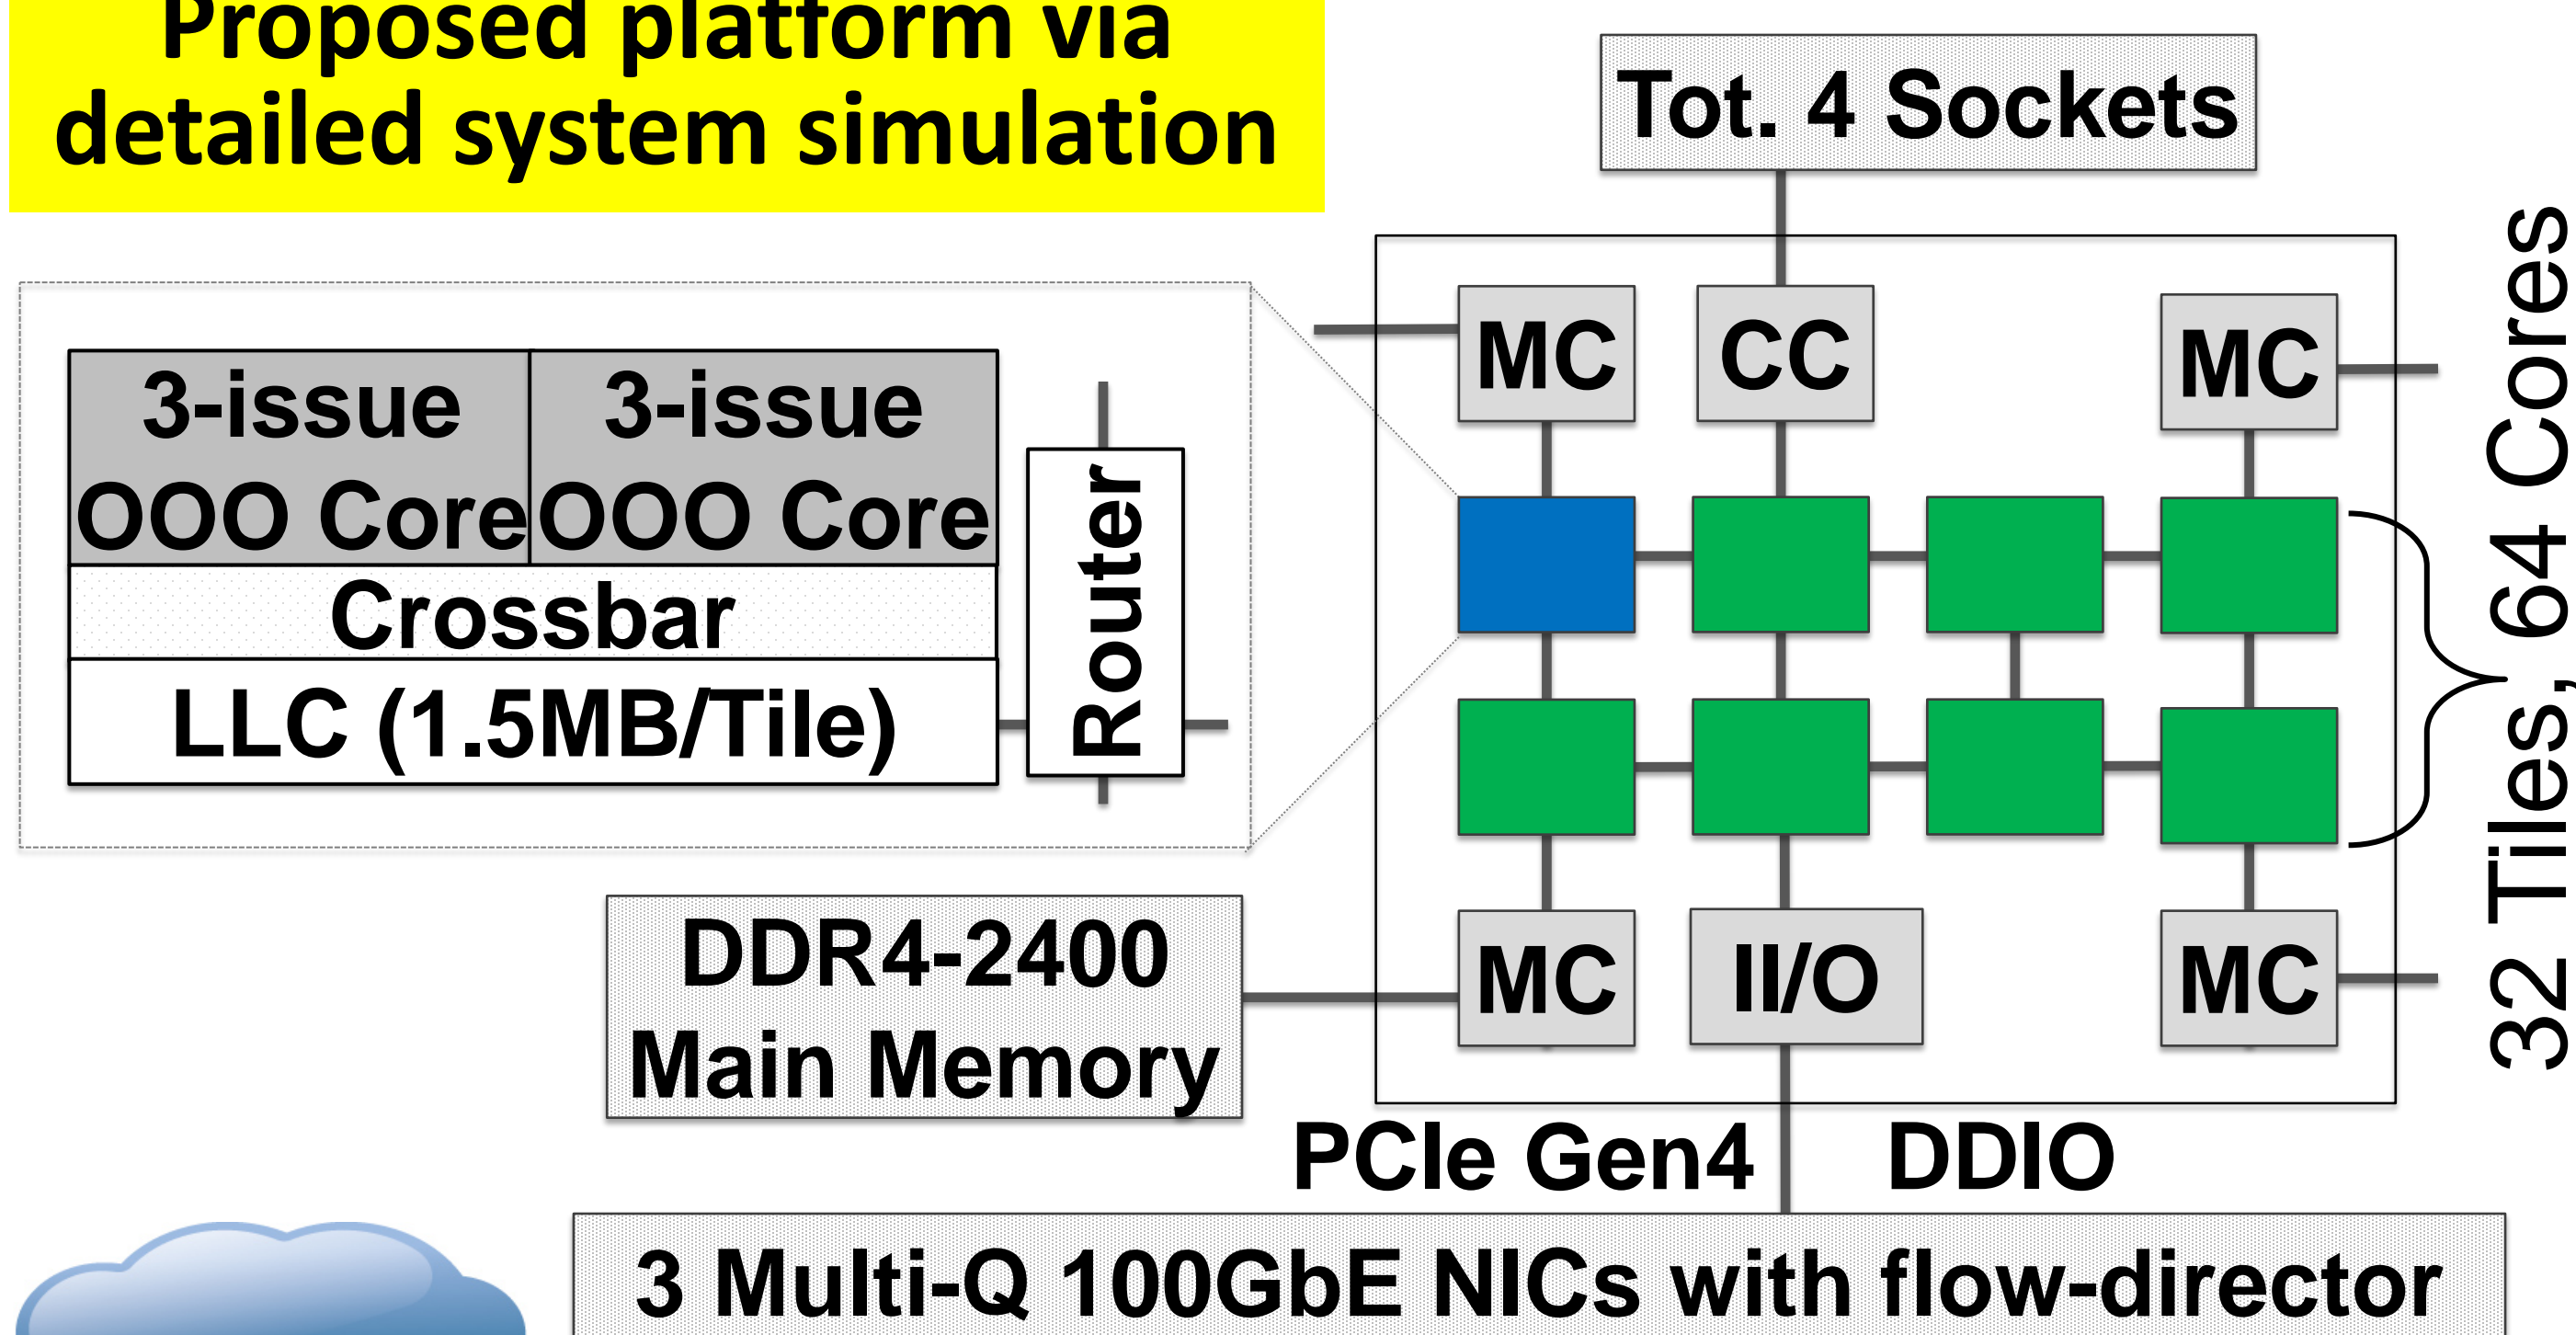 Proposed platform via
detailed system simulation
Tot. 4 Sockets
MC
CC
MC
3-issue
OOO Core
3-issue
OOO Core
Crossbar
LLC (1.5MB/Tile)
Router
32 Tiles, 64 Cores
DDR4-2400
Main Memory
MC
II/O
MC
PCIe Gen4
DDIO
3 Multi-Q 100GbE NICs with flow-director